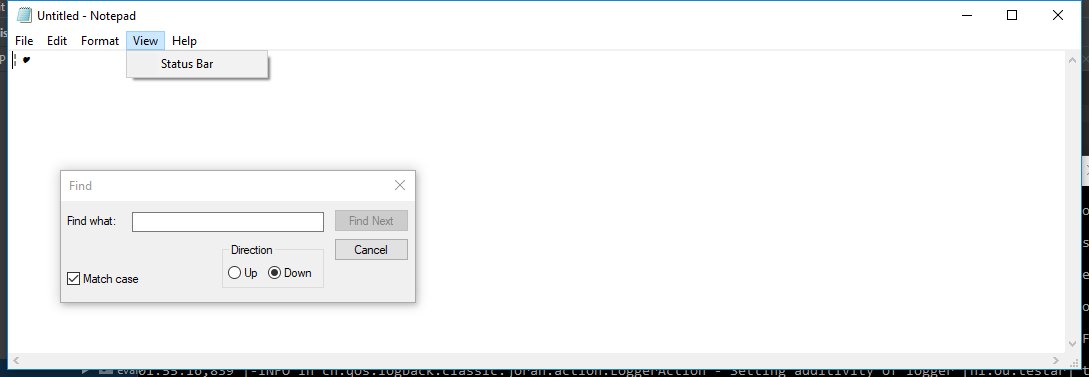 Untitled - Notepad
File Edit Format View Help
¦ ♥
Status Bar
Find
Find what:
Find Next
Cancel
Direction
Up Down
Match case
eval01:55:16,859 |-INFO in ch.qos.logback.classic.joran.action.LoggerAction - Setting additivity of logger [nl.ou.testar]